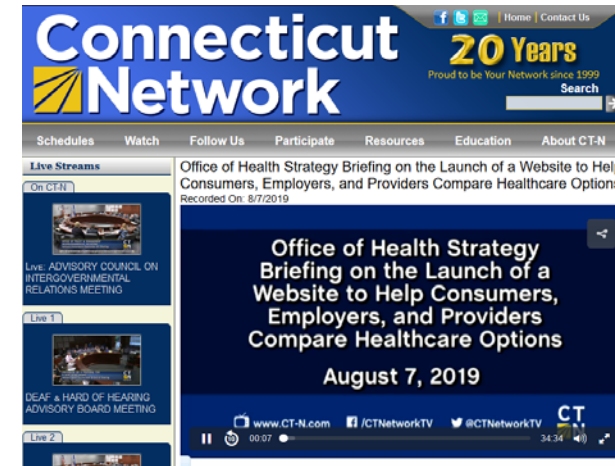 Connecticut
Network
Home | Contact Us
20 Years
Proud to be Your Network since 1999
Search
Schedules Watch Follow Us Participate Resources Education About CT-N
Live Streams
On CT-N
LIVE: ADVISORY COUNCIL ON
INTERGOVERNMENTAL
RELATIONS MEETING
Live 1
DEAF & HARD OF HEARING
ADVISORY BOARD MEETING
Live 2
Office of Health Strategy Briefing on the Launch of a Website to Hel
Consumers, Employers, and Providers Compare Healthcare Option
Recorded On: 8/7/2019
Office of Health Strategy
Briefing on the Launch of a
Website to Help Consumers,
Employers, and Providers
Compare Healthcare Options
August 7, 2019
www.CT-N.com /CTNetworkTV @CTNetworkTV CT
N
10 00:07 34:34